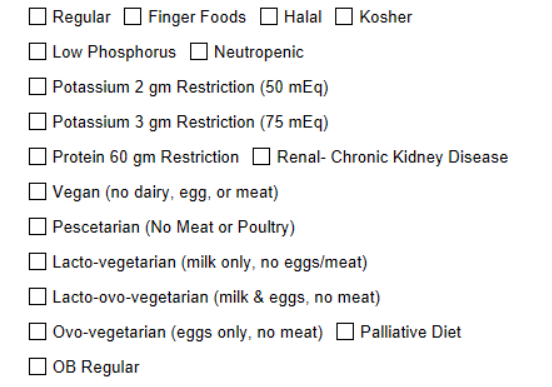 Regular Finger Foods Halal Kosher
Low Phosphorus Neutropenic
Potassium 2 gm Restriction (50 mEq)
Potassium 3 gm Restriction (75 mEq)
Protein 60 gm Restriction Renal- Chronic Kidney Disease
Vegan (no dairy, egg, or meat)
Pescetarian (No Meat or Poultry)
Lacto-vegetarian (milk only, no eggs/meat)
Lacto-ovo-vegetarian (milk & eggs, no meat)
Ovo-vegetarian (eggs only, no meat) Palliative Diet
OB Regular